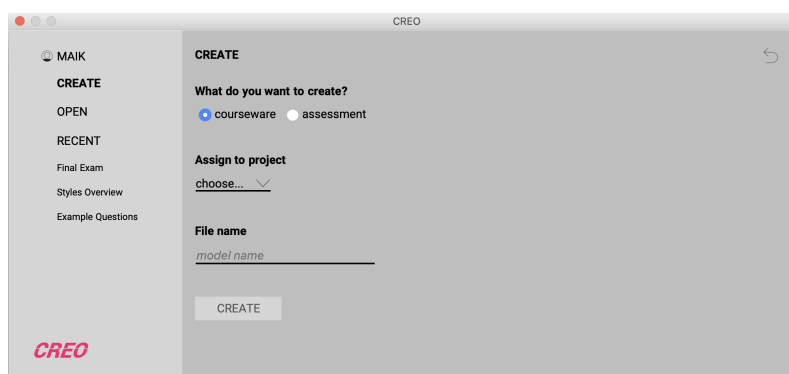 CREO
MAIK
CREATE
OPEN
RECENT
Final Exam
Styles Overview
Example Questions
CREO
CREATE
What do you want to create?
courseware assessment
Assign to project
choose...
File name
model name
CREATE